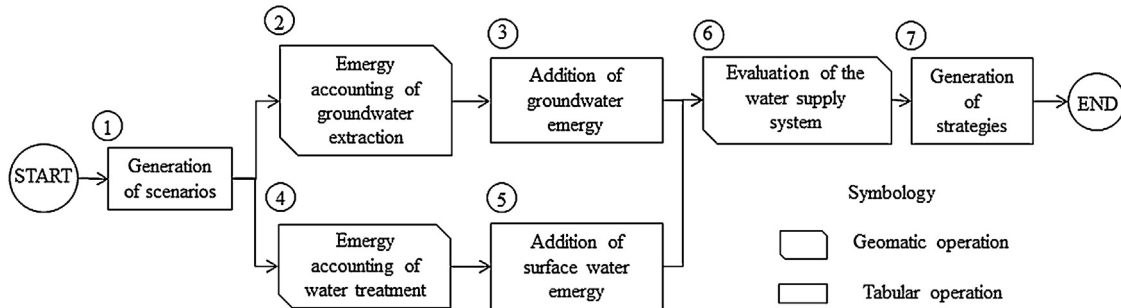 START
1
Generation
of scenarios
2
Emergy
accounting of
groundwater
extraction
3
Addition of
groundwater
emergy
4
Emergy
accounting of
water treatment
5
Addition of
surface water
emergy
6
Evaluation of the
water supply
system
7
Generation
of
strategies
END
Symbology
Geomatic operation
Tabular operation